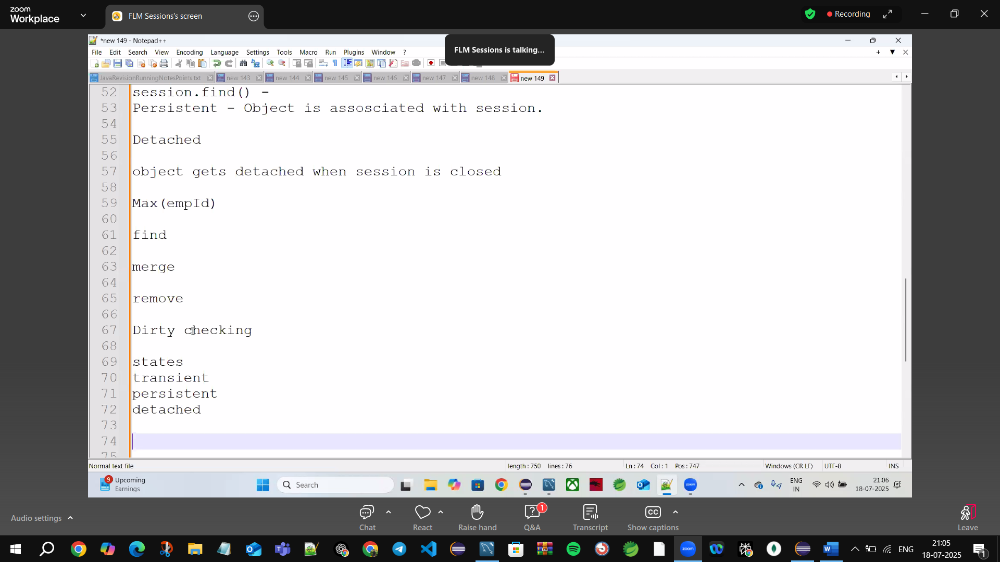 zoom
Workplace
FLM Sessions's screen
Recording
*new 149 - Notepad++
FLM Sessions is talking...
File Edit Search View Encoding Language Settings Tools Macro Run Plugins Window ?
JavaRevisionRunningNotesPoints.txt new 143 new 144 new 145 new 146 new 147 new 148 new 149
52 session.find() -
53 Persistent - Object is assosciated with session.
54
55 Detached
56
57 object gets detached when session is closed
58
59 Max(empId)
60
61 find
62
63 merge
64
65 remove
66
67 Dirty checking
68
69 states
70 transient
71 persistent
72 detached
73
74
75
Normal text file length : 750 lines : 76 Ln : 74 Col : 1 Pos : 747 Windows (CR LF) UTF-8 INS
9 Upcoming
Earnings
Search
zoom
ENG
IN
21:06
18-07-2025
Audio settings
1
Chat React Raise hand Q&A Transcript CC Show captions Leave
zoom
ENG
21:05
18-07-2025
1